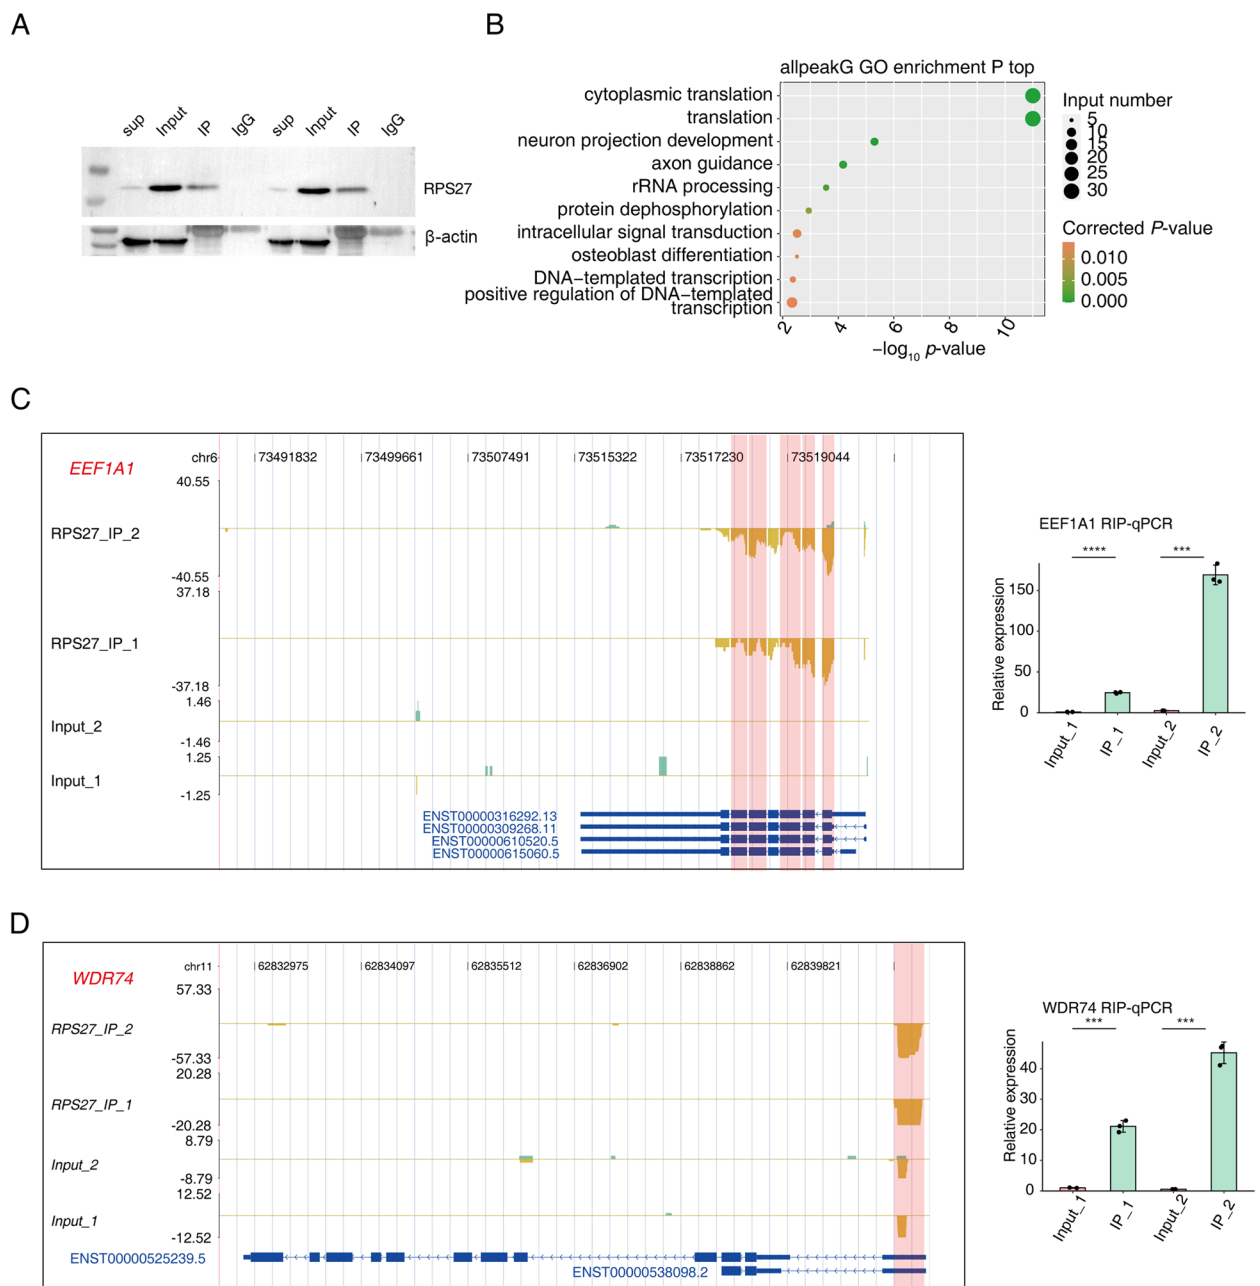 A
B
sup Input IP IgG sup Input IP IgG
RPS27
β-actin
allpeakG GO enrichment P top
cytoplasmic translation
translation
neuron projection development
axon guidance
rRNA processing
protein dephosphorylation
intracellular signal transduction
osteoblast differentiation
DNA−templated transcription
positive regulation of DNA−templated
transcription
2 4 6 8 10
−log10 p-value
Input number
5
10
15
20
25
30
Corrected P-value
0.010
0.005
0.000
C
EEF1A1
chr6 73491832 73499661 73507491 73515322 73517230 73519044
40.55
RPS27_IP_2
-40.55
37.18
RPS27_IP_1
-37.18
1.46
Input_2
-1.46
1.25
Input_1
-1.25
ENST00000316292.13
ENST00000309268.11
ENST00000610520.5
ENST00000615060.5
EEF1A1 RIP-qPCR
**** ***
Relative expression
150
100
50
0
Input_1 IP_1 Input_2 IP_2
D
WDR74
chr11 62832975 62834097 62835512 62836902 62838862 62839821
57.33
RPS27_IP_2
-57.33
20.28
RPS27_IP_1
-20.28
8.79
Input_2
-8.79
12.52
Input_1
-12.52
ENST00000525239.5
ENST00000538098.2
WDR74 RIP-qPCR
*** ***
Relative expression
40
30
20
10
0
Input_1 IP_1 Input_2 IP_2